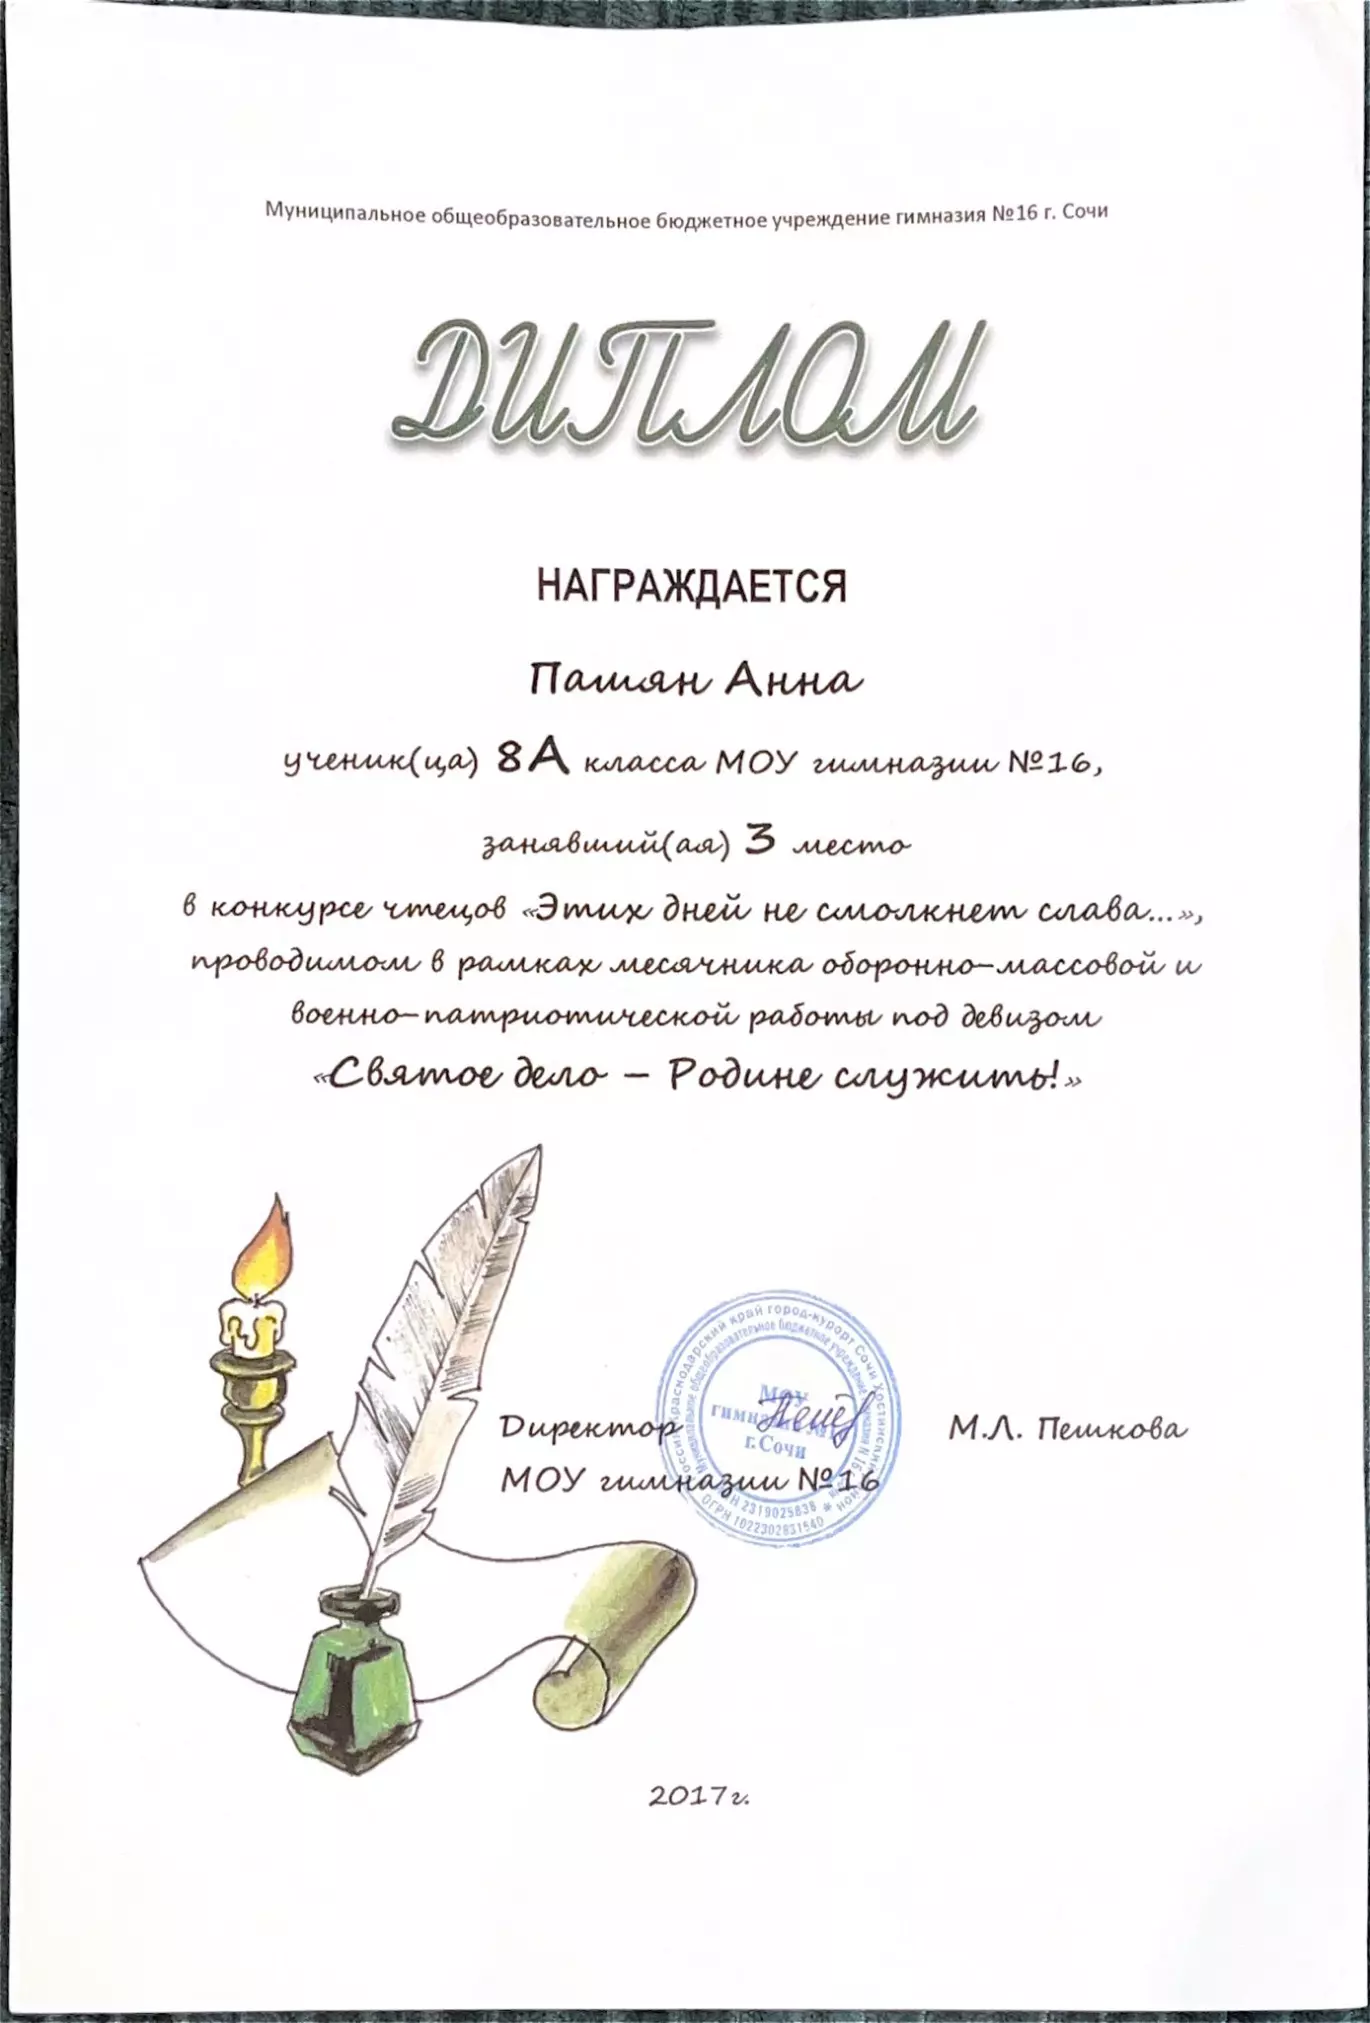 Муниципальное общеобразовательное бюджетное учреждение гимназия №16 г. Сочи
ДИПЛОМ
НАГРАЖДАЕТСЯ
Пашян Анна
ученик(ца) 8А класса МОУ гимназии №16,
занявший(ая) 3 место
в конкурсе чтецов «Этих дней не смолкнет слава...»,
проводимом в рамках месячника оборонно-массовой и
военно-патриотической работы под девизом
«Святое дело – Родине служить!»
Краснодарский край город-курорт Сочи Хостинский район
Муниципальное общеобразовательное бюджетное учреждение гимназия №16
ИНН 2319025838
ОГРН 1022302831540
МОУ
гимназия
г.Сочи
Директор М.Л. Пешкова
МОУ гимназии №16
2017г.